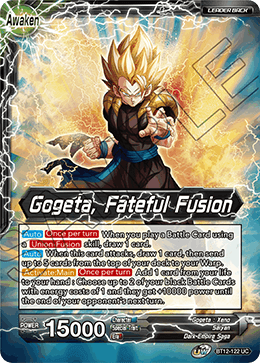 Awaken
LEADER BACK
Gogeta, Fateful Fusion
Auto Once per turn When you play a Battle Card using
a Union-Fusion skill, draw 1 card.
Auto When this card attacks, draw 1 card, then send
up to 5 cards from the top of your deck to your Warp.
Activate:Main Once per turn Add 1 card from your life
to your hand : Choose up to 2 of your black Battle Cards
with energy costs of 1 and they get +10000 power until
the end of your opponent's next turn.
POWER 15000
Character Gogeta : Xeno
Special Trait Saiyan
Era Dark-Empire Saga
BT12-122 UC